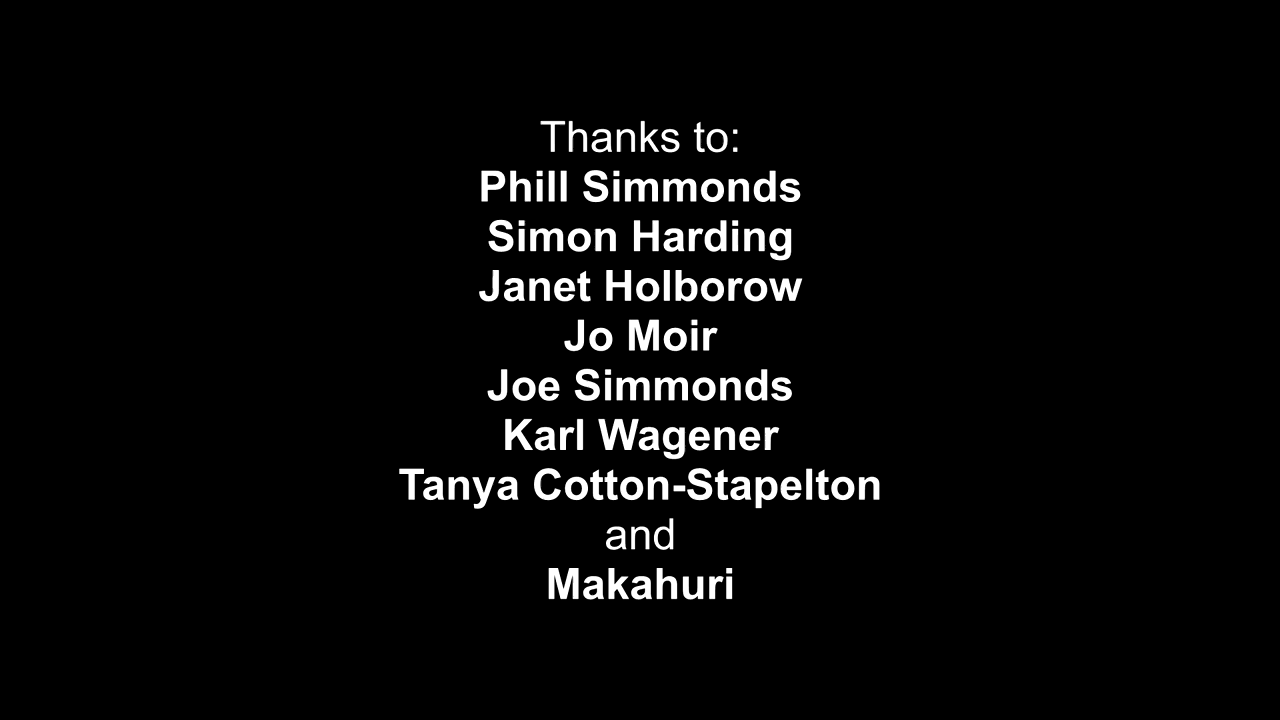 Thanks to:
Phill Simmonds
Simon Harding
Janet Holborow
Jo Moir
Joe Simmonds
Karl Wagener
Tanya Cotton-Stapelton
and
Makahuri